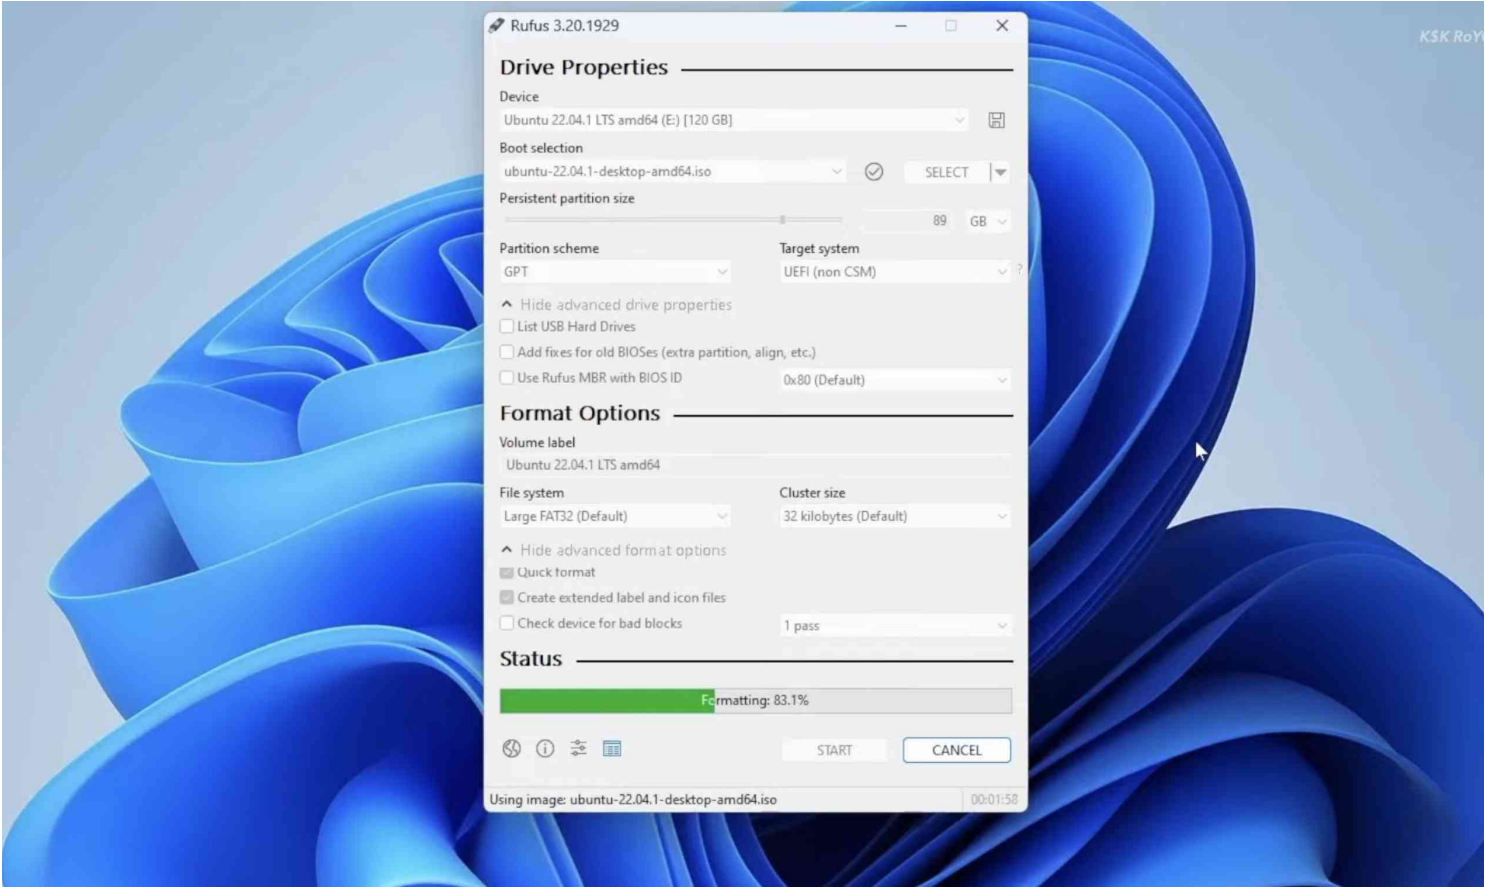 Rufus 3.20.1929
Drive Properties
Device
Ubuntu 22.04.1 LTS amd64 (E:) [120 GB]
Boot selection
ubuntu-22.04.1-desktop-amd64.iso
SELECT
Persistent partition size
89 GB
Partition scheme Target system
GPT UEFI (non CSM) ?
Hide advanced drive properties
List USB Hard Drives
Add fixes for old BIOSes (extra partition, align, etc.)
Use Rufus MBR with BIOS ID 0x80 (Default)
Format Options
Volume label
Ubuntu 22.04.1 LTS amd64
File system Cluster size
Large FAT32 (Default) 32 kilobytes (Default)
Hide advanced format options
Quick format
Create extended label and icon files
Check device for bad blocks 1 pass
Status
Formatting: 83.1%
START CANCEL
Using image: ubuntu-22.04.1-desktop-amd64.iso 00:01:58